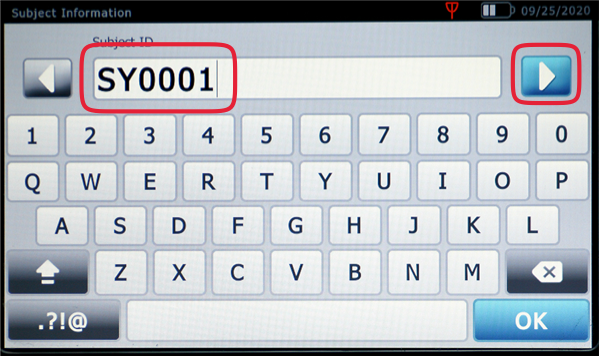 Subject Information 09/25/2020
Subject ID
SY0001
1 2 3 4 5 6 7 8 9 0
Q W E R T Y U I O P
A S D F G H J K L
Z X C V B N M
.?!@ OK